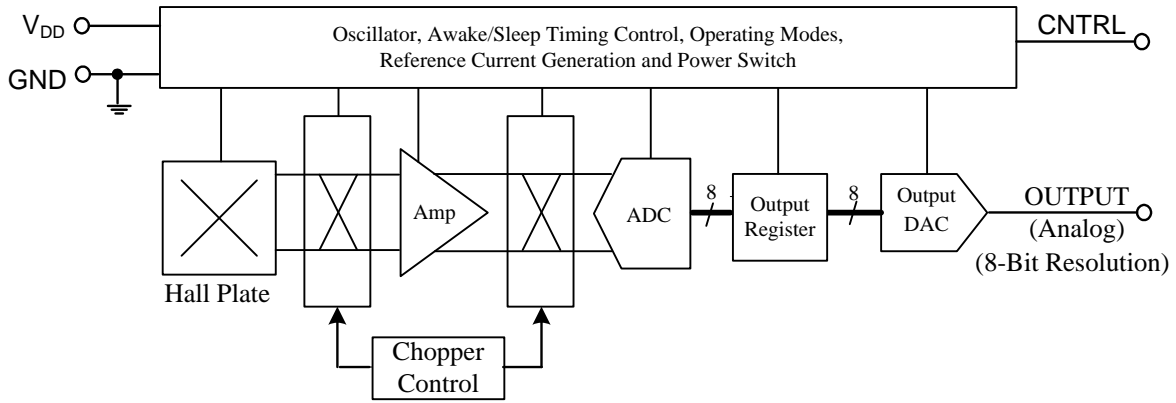 V_DD
GND
Oscillator, Awake/Sleep Timing Control, Operating Modes,
Reference Current Generation and Power Switch
CNTRL
Hall Plate
Amp
ADC
8
Output
Register
8
Output
DAC
OUTPUT
(Analog)
(8-Bit Resolution)
Chopper
Control